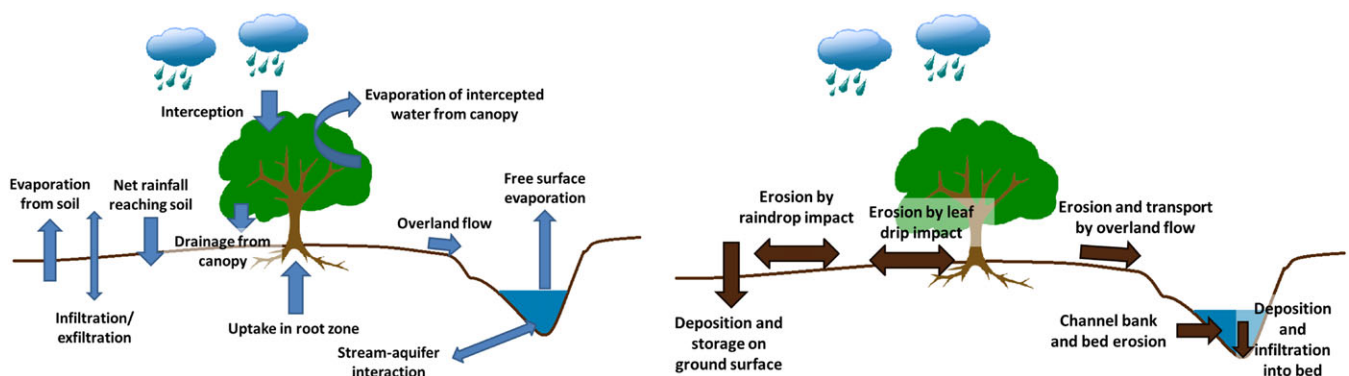 Interception
Evaporation of intercepted
water from canopy
Evaporation
from soil
Net rainfall
reaching soil
Drainage from
canopy
Overland flow
Free surface
evaporation
Infiltration/
exfiltration
Uptake in root zone
Stream-aquifer
interaction
Erosion by
raindrop impact
Erosion by leaf
drip impact
Erosion and transport
by overland flow
Deposition and
storage on
ground surface
Channel bank
and bed erosion
Deposition
and
infiltration
into bed